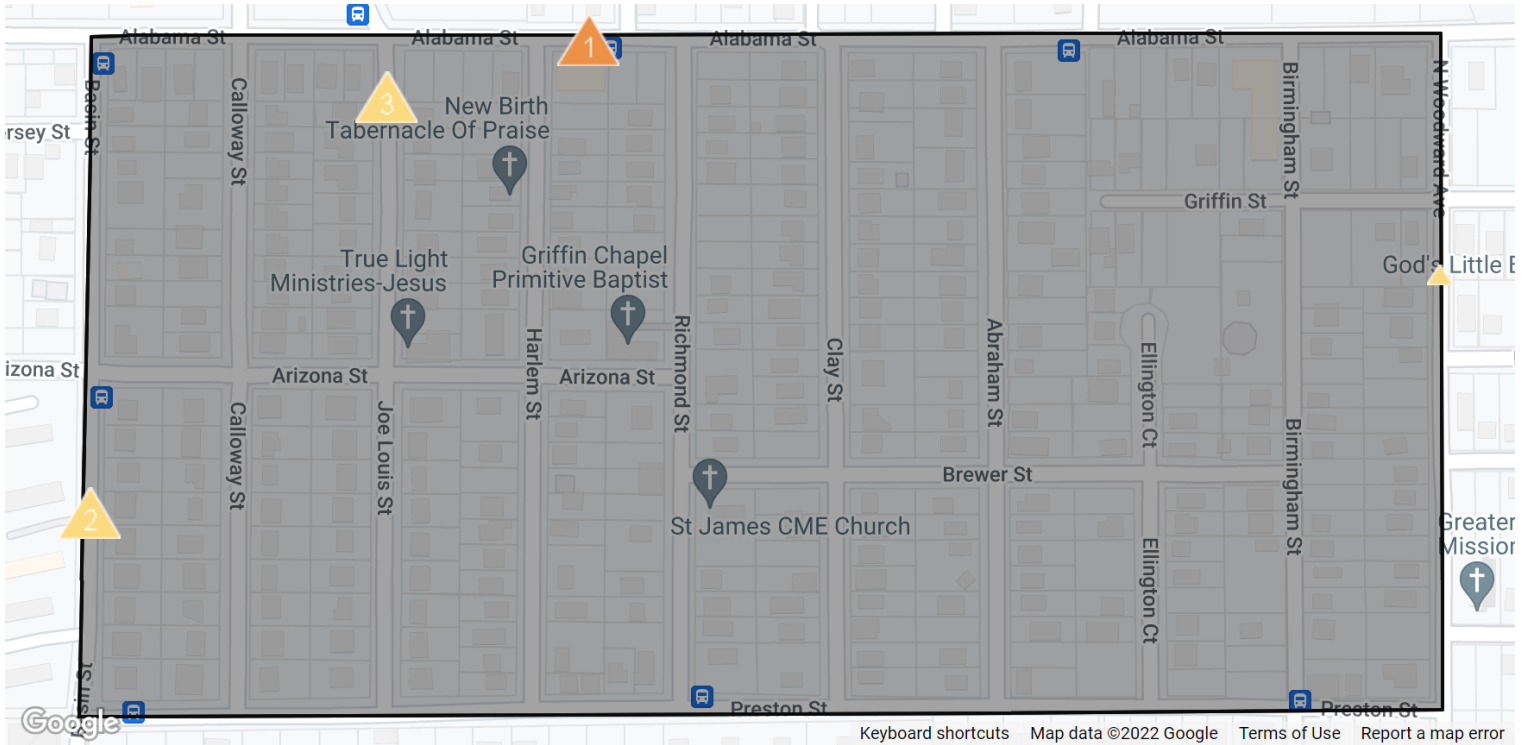 Alabama St
Alabama St
Alabama St
Alabama St
1
Basin St
Calloway St
3
New Birth
Tabernacle Of Praise
Birmingham St
N Woodward Ave
Griffin St
True Light
Ministries-Jesus
Griffin Chapel
Primitive Baptist
God's Little
Harlem St
Richmond St
Clay St
Abraham St
Ellington Ct
Arizona St
Arizona St
Calloway St
Joe Louis St
Birmingham St
Brewer St
2
St James CME Church
Greater
Mission
Ellington Ct
Preston St
Preston St
Google
Keyboard shortcuts
Map data ©2022 Google
Terms of Use
Report a map error